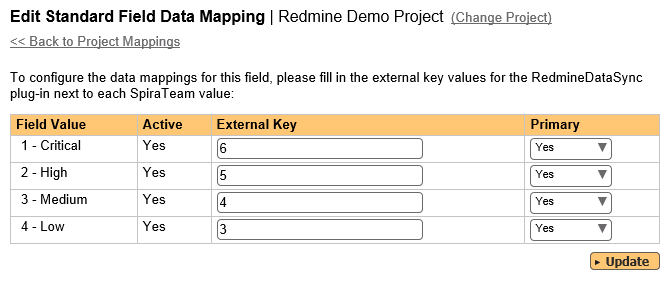 Edit Standard Field Data Mapping | Redmine Demo Project (Change Project)
<< Back to Project Mappings
To configure the data mappings for this field, please fill in the external key values for the RedmineDataSync
plug-in next to each SpiraTeam value:
Field Value Active External Key Primary
1 - Critical Yes 6 Yes
2 - High Yes 5 Yes
3 - Medium Yes 4 Yes
4 - Low Yes 3 Yes
Update